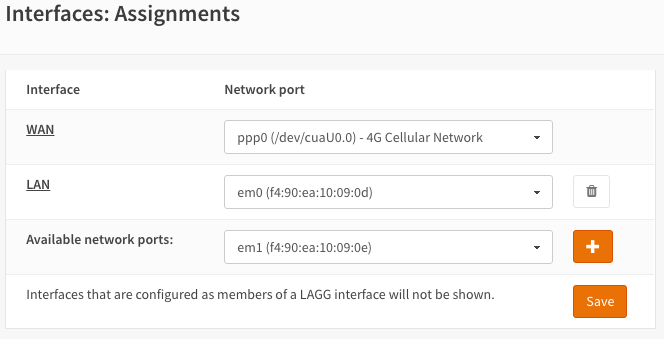 Interfaces: Assignments
Interface Network port
WAN ppp0 (/dev/cuaU0.0) - 4G Cellular Network
LAN em0 (f4:90:ea:10:09:0d)
Available network ports: em1 (f4:90:ea:10:09:0e)
Interfaces that are configured as members of a LAGG interface will not be shown. Save